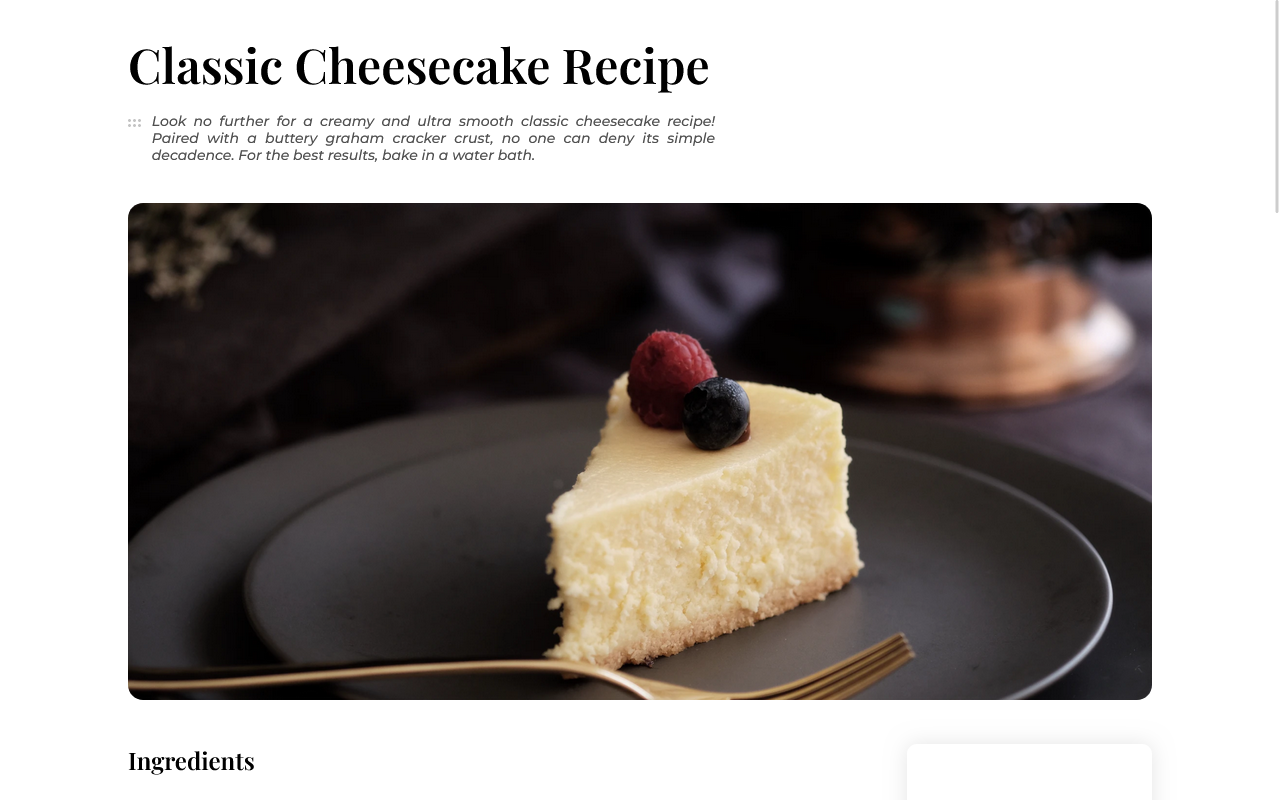 Classic Cheesecake Recipe
Look no further for a creamy and ultra smooth classic cheesecake recipe!
Paired with a buttery graham cracker crust, no one can deny its simple
decadence. For the best results, bake in a water bath.
Ingredients